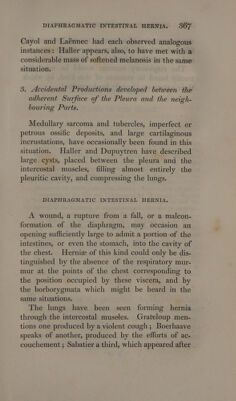 DIAPHRAGMATIC INTESTINAL HERNIA. 367
Cayol and Laënnec had each observed analogous
instances: Haller appears, also, to have met with a
considerable mass of softened melanosis in the same
situation.
3. Accidental Productions developed between the
adherent Surface of the Pleura and the neigh-
bouring Parts.
Medullary sarcoma and tubercles, imperfect or
petrous ossific deposits, and large cartilaginous
incrustations, have occasionally been found in this
situation. Haller and Dupuytren have described
large cysts, placed between the pleura and the
intercostal muscles, filling almost entirely the
pleuritic cavity, and compressing the lungs.
DIAPHRAGMATIC INTESTINAL HERNIA.
A wound, a rupture from a fall, or a malcon-
formation of the diaphragm, may occasion an
opening sufficiently large to admit a portion of the
intestines, or even the stomach, into the cavity of
the chest. Herniæ of this kind could only be dis-
tinguished by the absence of the respiratory mur-
mur at the points of the chest corresponding to
the position occupied by these viscera, and by
the borborygmata which might be heard in the
same situations.
The lungs have been seen forming hernia
through the intercostal muscles. Grateloup men-
tions one produced by a violent cough; Boerhaave
speaks of another, produced by the efforts of ac-
couchement; Sabatier a third, which appeared after